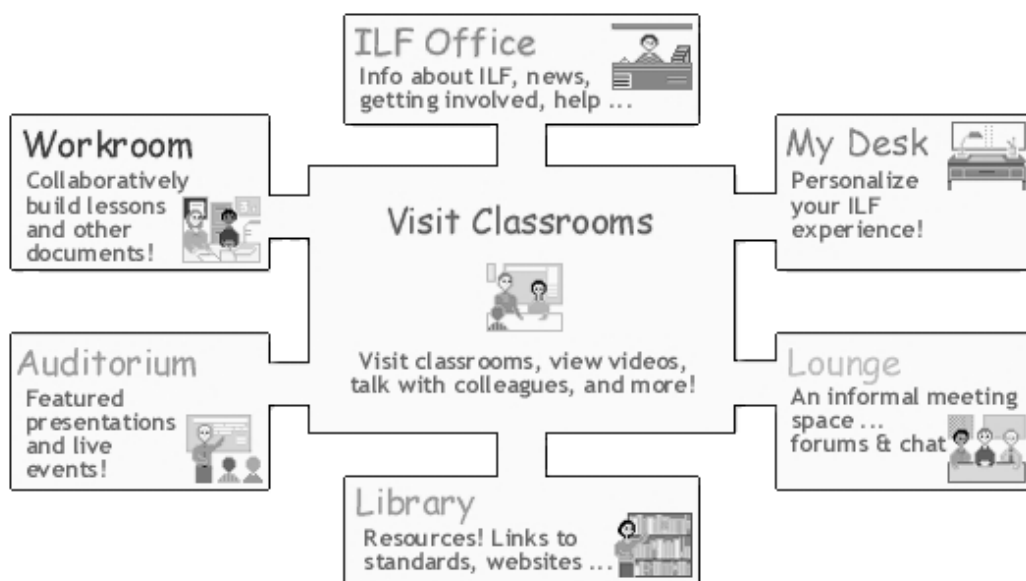 ILF Office
Info about ILF, news,
getting involved, help ...
Workroom
Collaboratively
build lessons
and other
documents!
My Desk
Personalize
your ILF
experience!
Visit Classrooms
Visit classrooms, view videos,
talk with colleagues, and more!
Auditorium
Featured
presentations
and live
events!
Lounge
An informal meeting
space ...
forums & chat
Library
Resources! Links to
standards, websites ...